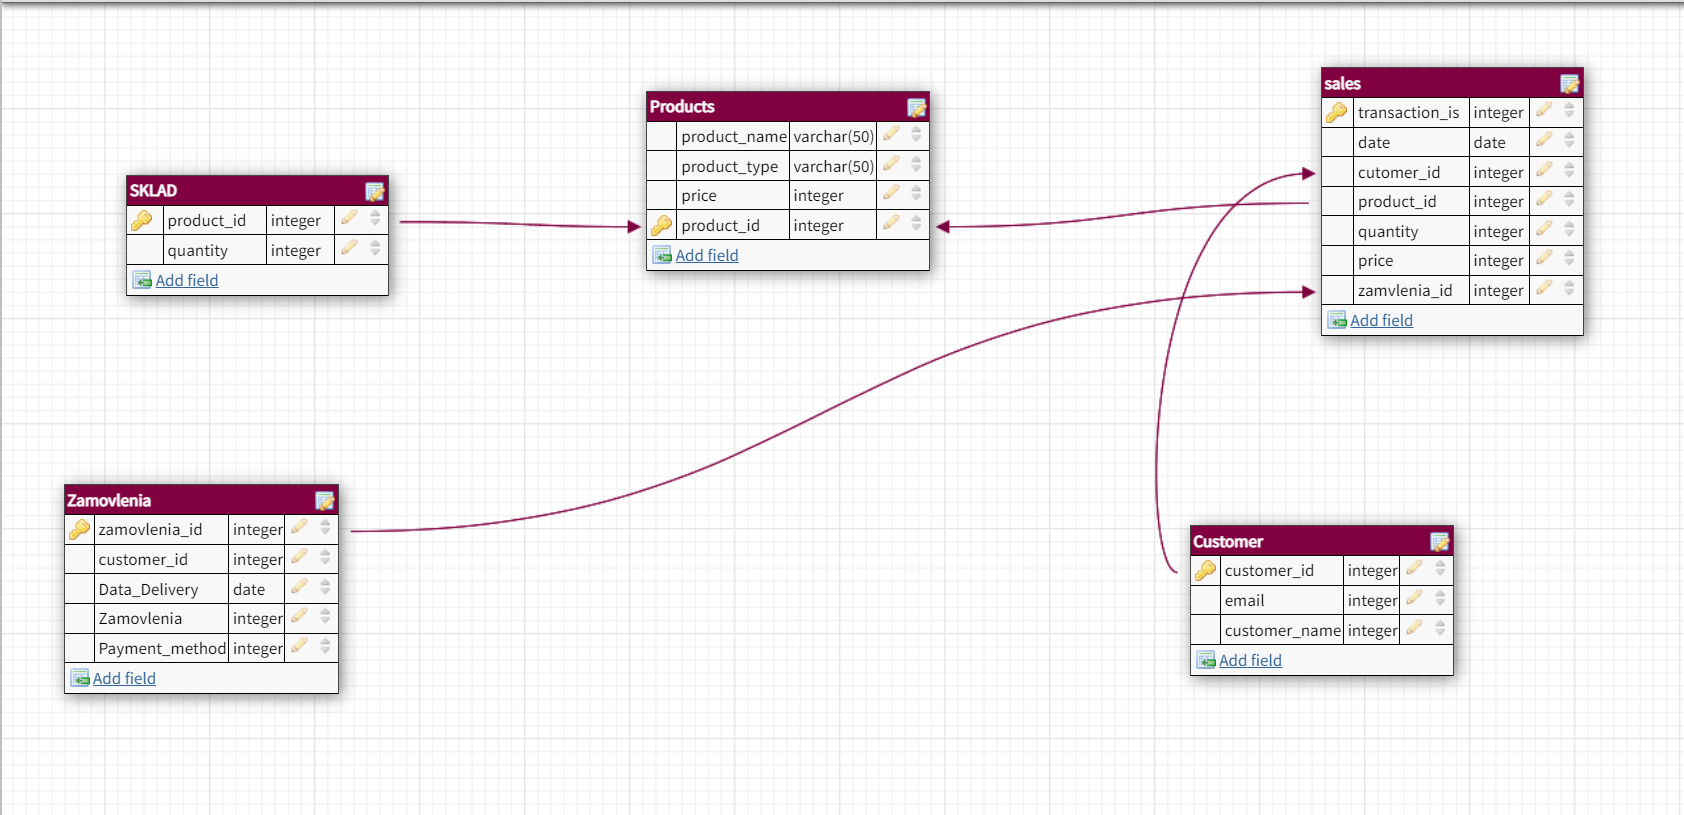 SKLAD
product_id integer
quantity integer
Add field
Products
product_name varchar(50)
product_type varchar(50)
price integer
product_id integer
Add field
sales
transaction_is integer
date date
cutomer_id integer
product_id integer
quantity integer
price integer
zamvlenia_id integer
Add field
Zamovlenia
zamovlenia_id integer
customer_id integer
Data_Delivery date
Zamovlenia integer
Payment_method integer
Add field
Customer
customer_id integer
email integer
customer_name integer
Add field